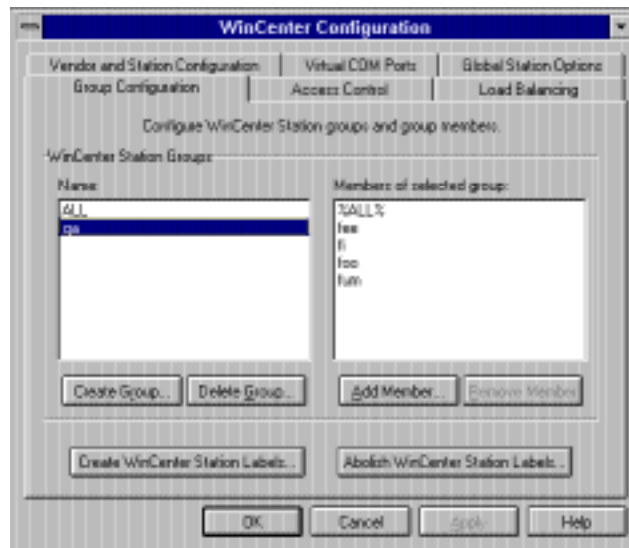 WinCenter Configuration
Vendor and Station Configuration
Virtual COM Ports
Global Station Options
Group Configuration
Access Control
Load Balancing
Configure WinCenter Station groups and group members.
WinCenter Station Groups
Name:
Members of selected group:
ALL
qa
%ALL%
fee
fi
foo
fum
Create Group...
Delete Group...
Add Member...
Remove Member
Create WinCenter Station Labels...
Abolish WinCenter Station Labels...
OK
Cancel
Apply
Help